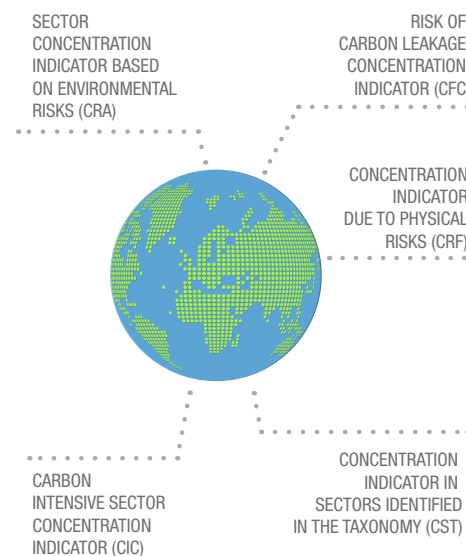 SECTOR
CONCENTRATION
INDICATOR BASED
ON ENVIRONMENTAL
RISKS (CRA)
RISK OF
CARBON LEAKAGE
CONCENTRATION
INDICATOR (CFC)
CONCENTRATION
INDICATOR
DUE TO PHYSICAL
RISKS (CRF)
CARBON
INTENSIVE SECTOR
CONCENTRATION
INDICATOR (CIC)
CONCENTRATION
INDICATOR IN
SECTORS IDENTIFIED
IN THE TAXONOMY (CST)